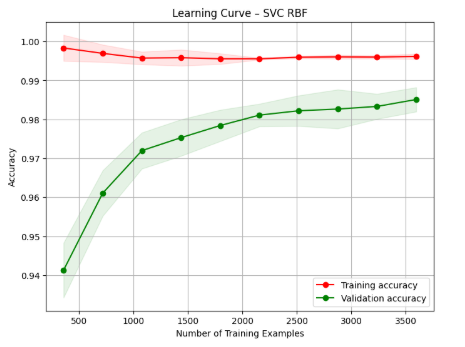 Learning Curve – SVC RBF
Accuracy
1.00
0.99
0.98
0.97
0.96
0.95
0.94
500 1000 1500 2000 2500 3000 3500
Number of Training Examples
Training accuracy
Validation accuracy